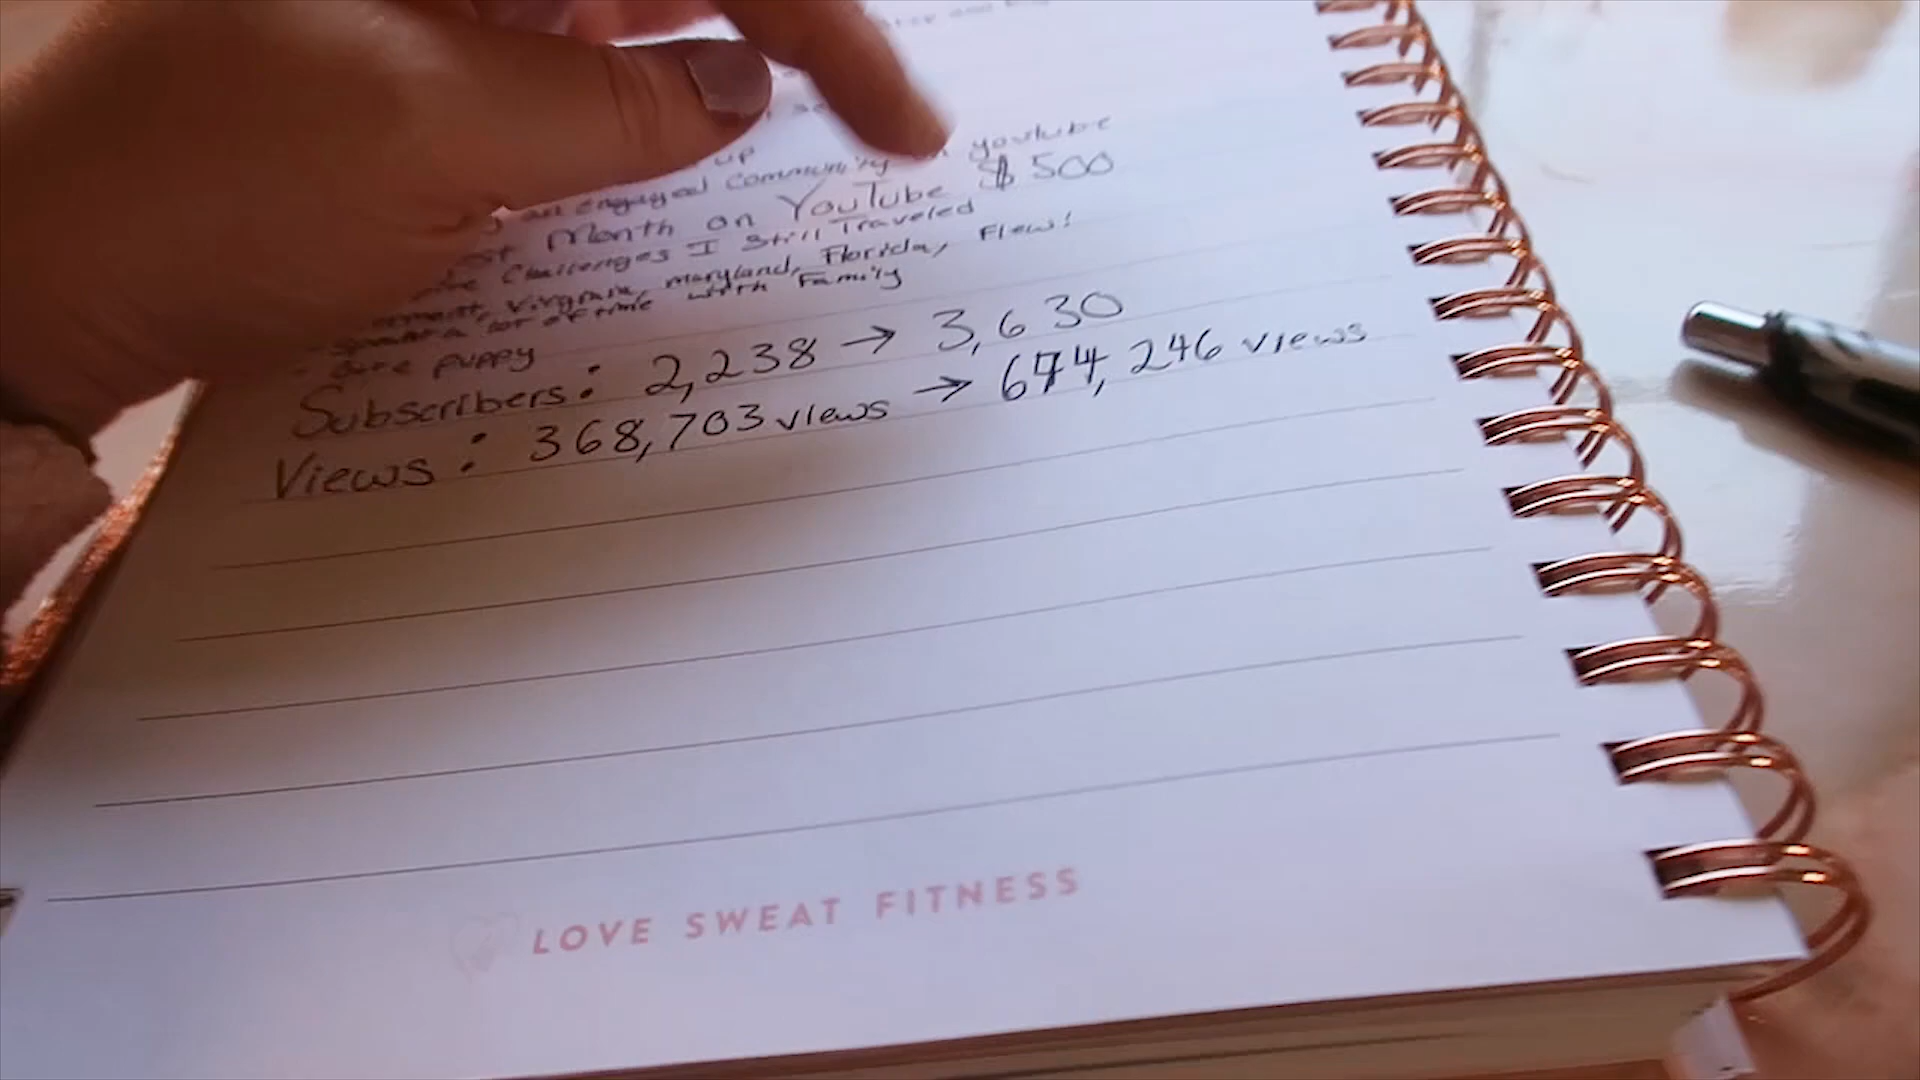 up
an engaged community youtube
Month on YouTube $500
Challenges I Still Traveled
Virginia, Maryland, Florida, Flew!
a lot of time with Family
puppy
Subscribers: 2,238 → 3,630
Views: 368,703 views → 674,246 views
LOVE SWEAT FITNESS